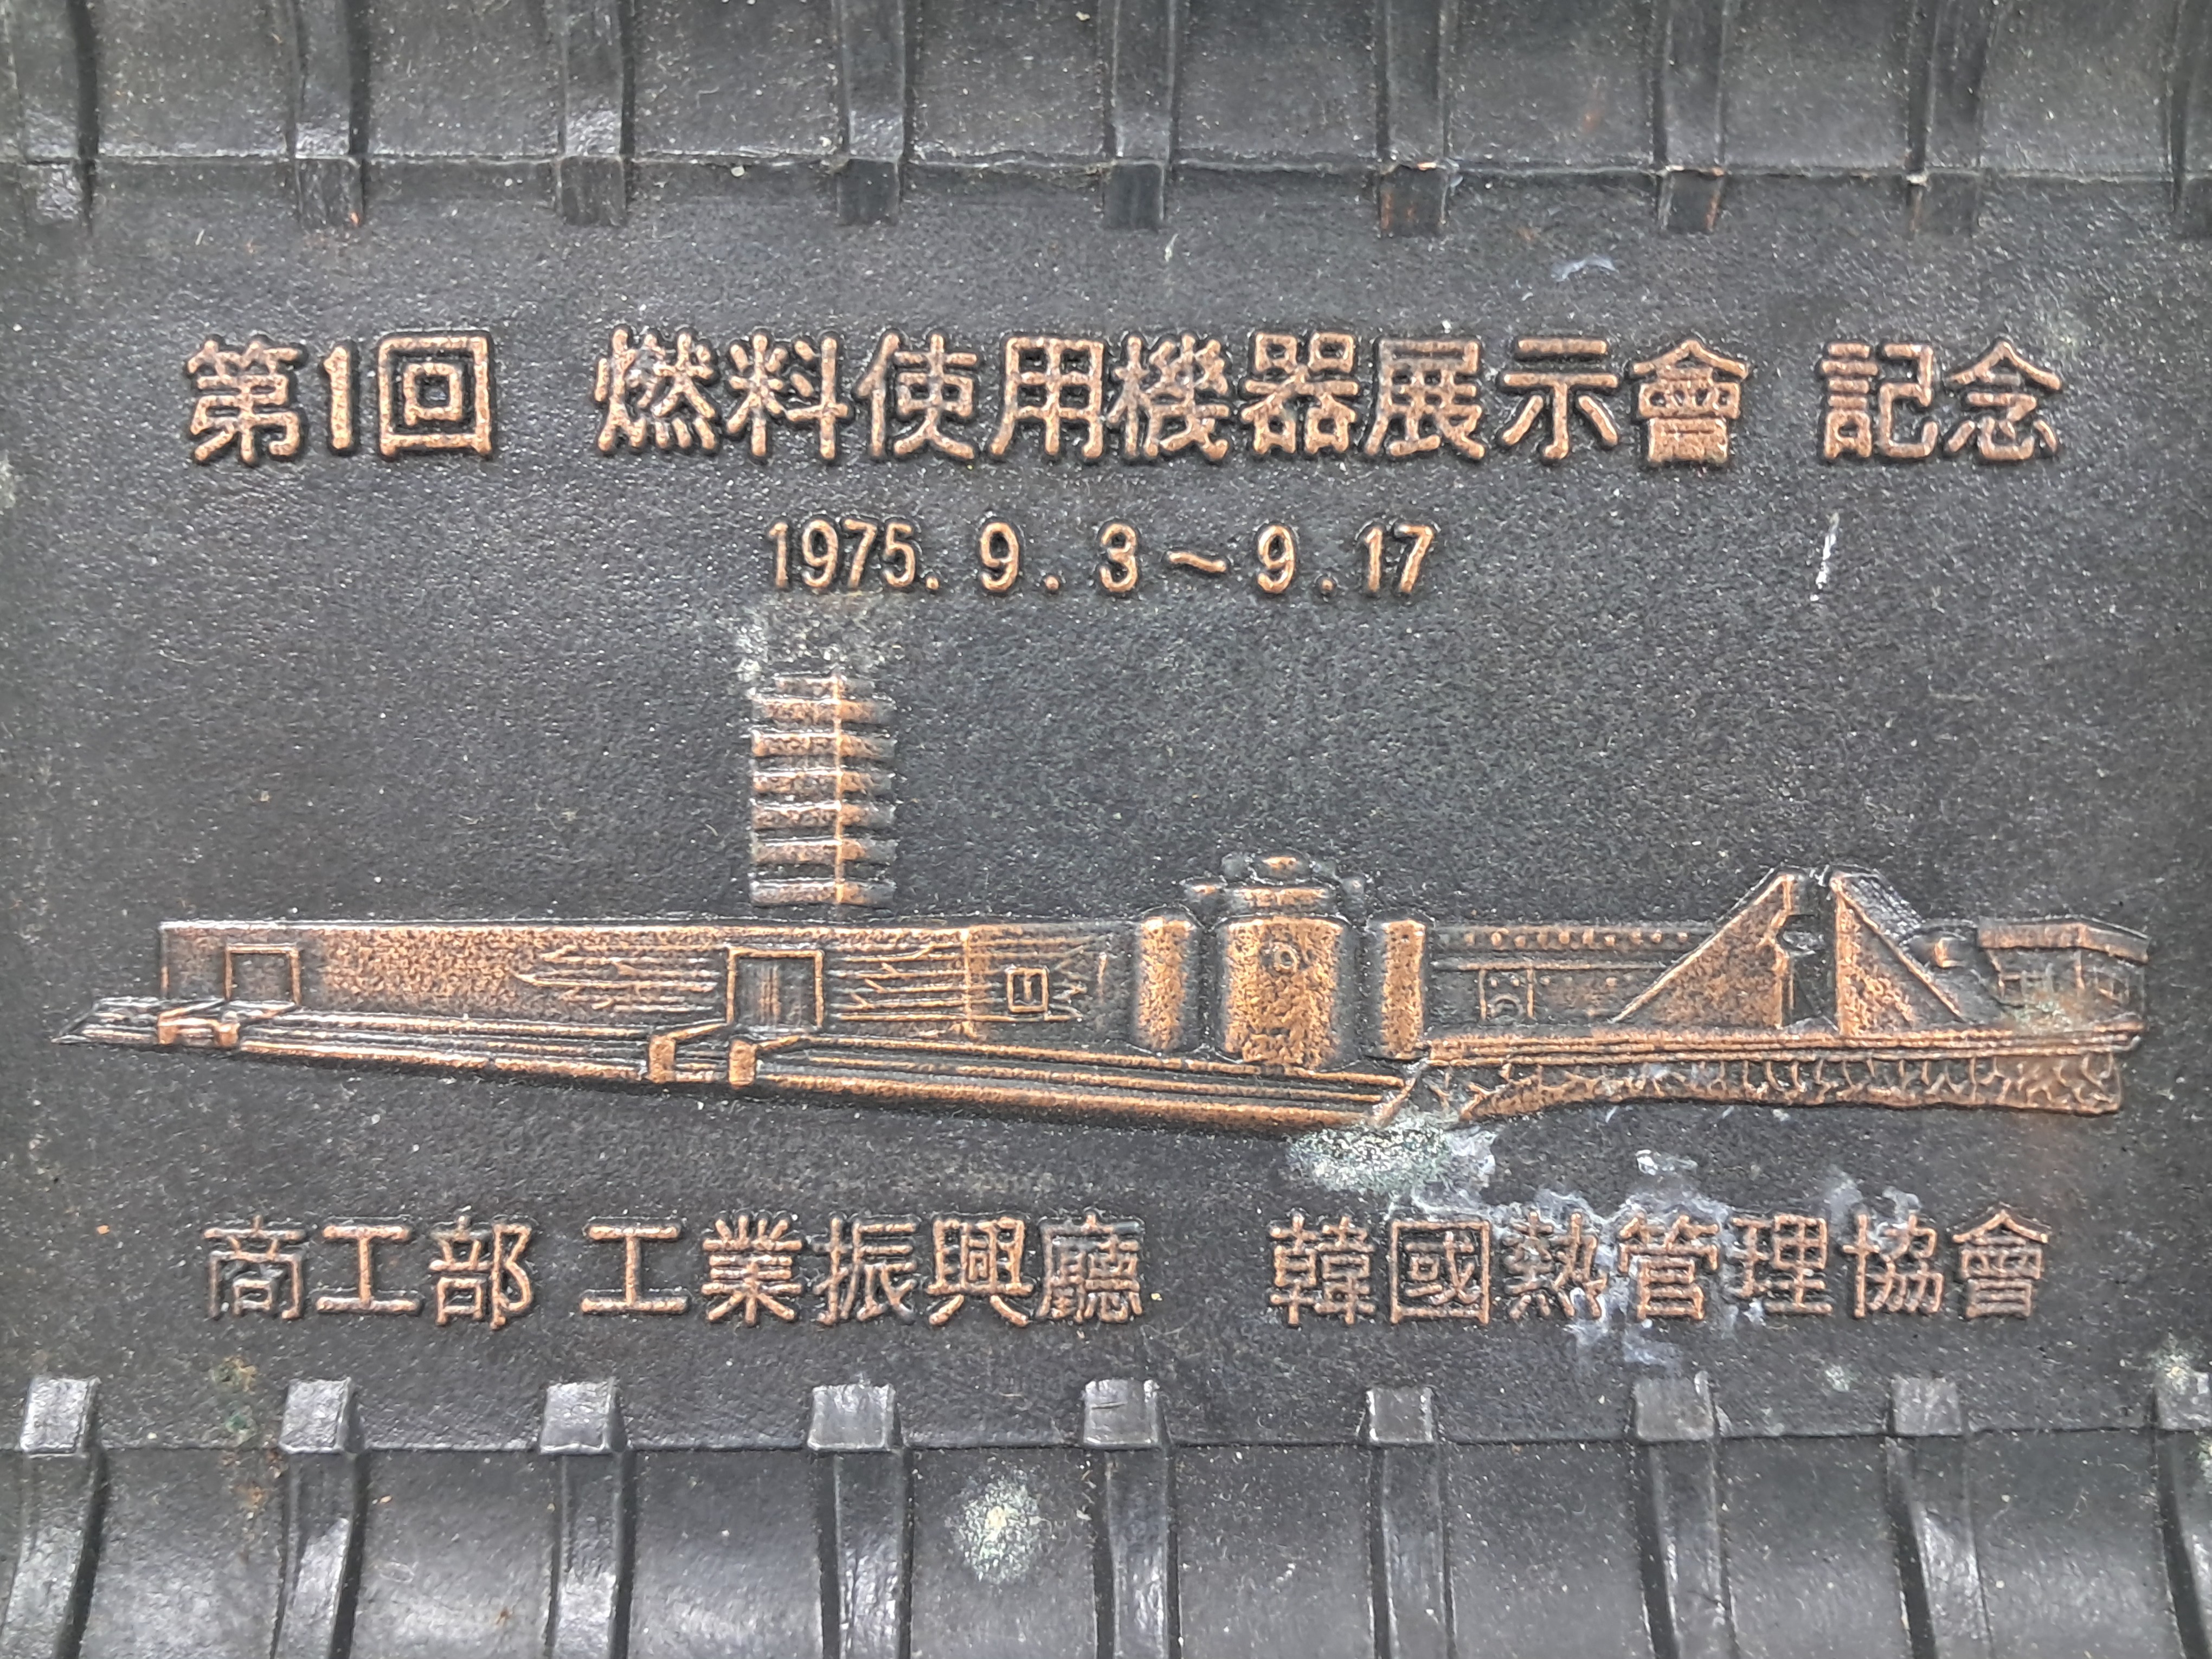 第1回 燃料使用機器展示會 記念
1975. 9. 3～9.17
商工部 工業振興廳 韓國熱管理協會